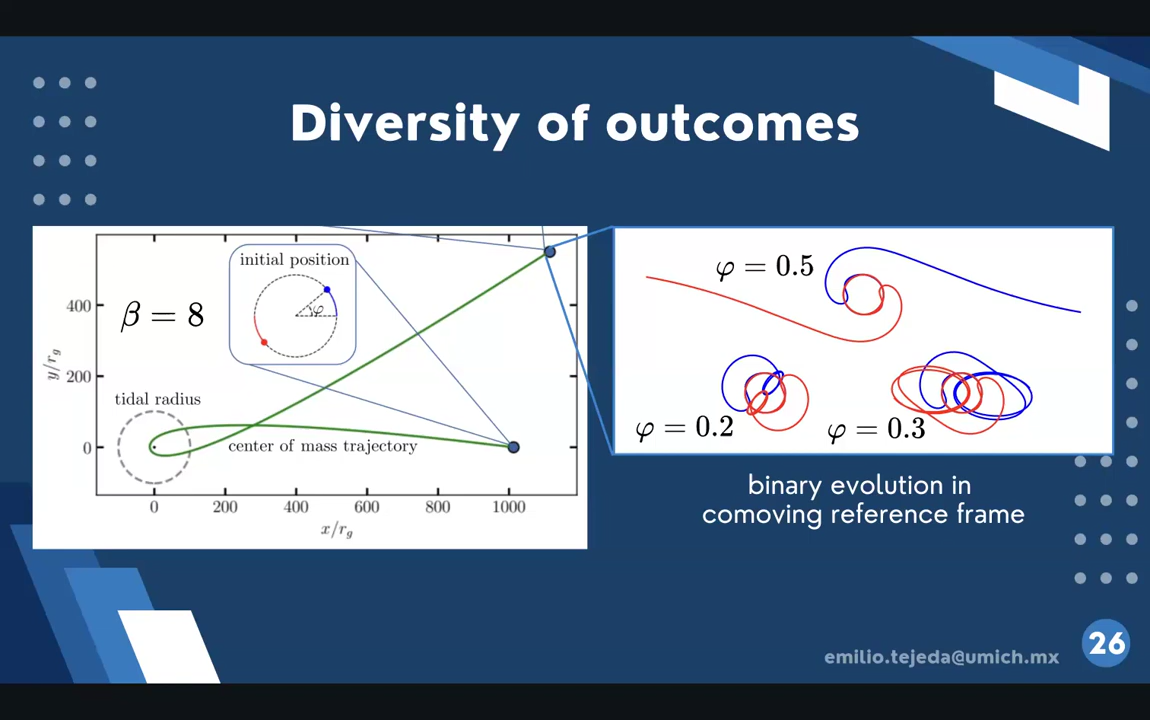 Diversity of outcomes
initial position
φ
β = 8
400
200
0
y/r_g
tidal radius
center of mass trajectory
0
200
400
600
800
1000
x/r_g
φ = 0.5
φ = 0.2
φ = 0.3
binary evolution in
comoving reference frame
emilio.tejeda@umich.mx
26